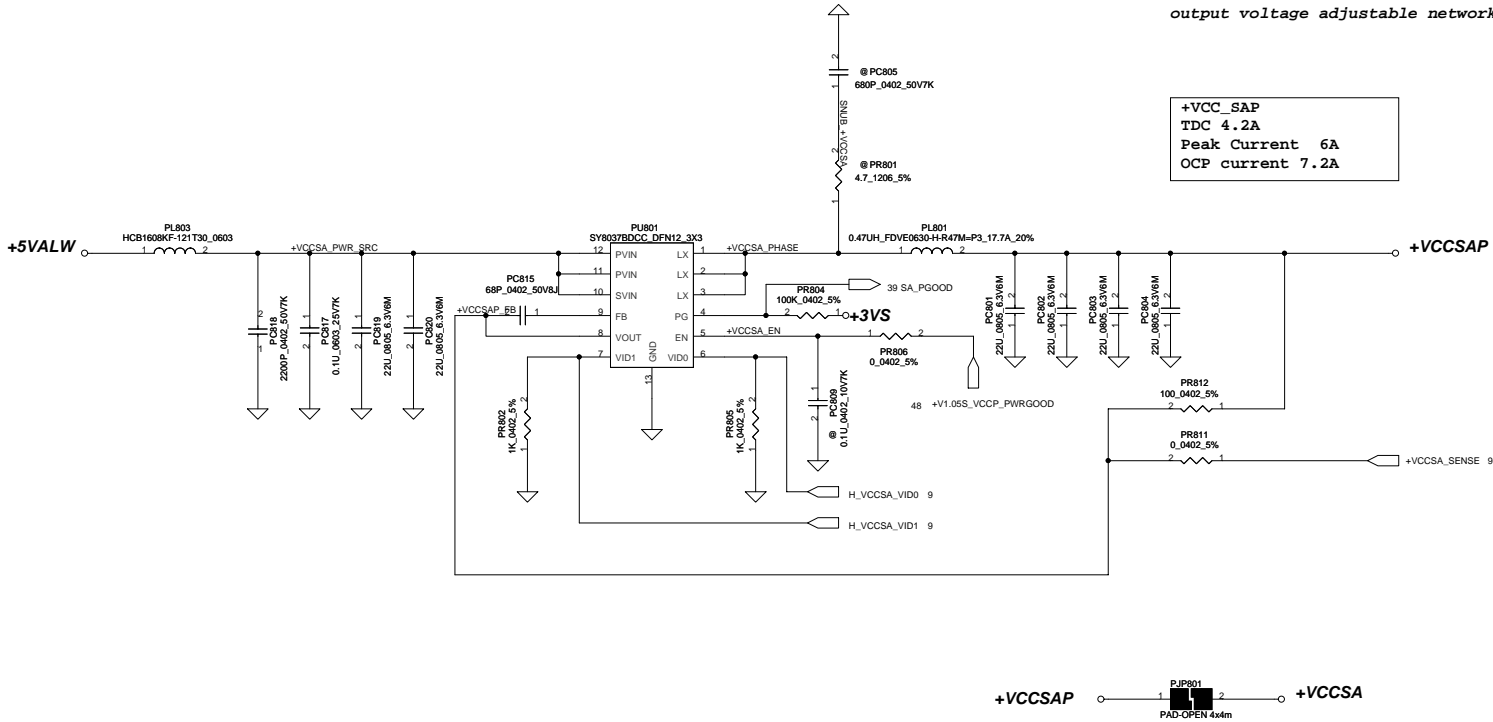 output voltage adjustable network
@ PC805
680P_0402_50V7K
SNUB_+VCCSA
@ PR801
4.7_1206_5%
+VCC_SAP
TDC 4.2A
Peak Current 6A
OCP current 7.2A
+5VALW
PL803
HCB1608KF-121T30_0603
1
2
+VCCSA_PWR_SRC
PU801
SY8037BDCC_DFN12_3X3
12 PVIN
11 PVIN
10 SVIN
9 FB
8 VOUT
7 VID1
GND
13
LX 1
LX 2
LX 3
PG 4
EN 5
VID0 6
+VCCSA_PHASE
PL801
0.47UH_FDVE0630-H-R47M=P3_17.7A_20%
1
2
+VCCSAP
PC815
68P_0402_50V8J
+VCCSAP_FB
2
1
PR804
100K_0402_5%
2
1
39 SA_PGOOD
+3VS
+VCCSA_EN
1
2
PR806
0_0402_5%
48 +V1.05S_VCCP_PWRGOOD
PC818
2200P_0402_50V7K
PC817
0.1U_0603_25V7K
PC819
22U_0805_6.3V6M
PC820
22U_0805_6.3V6M
PC801
22U_0805_6.3V6M
PC802
22U_0805_6.3V6M
PC803
22U_0805_6.3V6M
PC804
22U_0805_6.3V6M
PR802
1K_0402_5%
PR805
1K_0402_5%
@ PC809
0.1U_0402_10V7K
PR812
100_0402_5%
2
1
PR811
0_0402_5%
2
1
+VCCSA_SENSE 9
H_VCCSA_VID0 9
H_VCCSA_VID1 9
+VCCSAP
1
PJP801
2
PAD-OPEN 4x4m
+VCCSA